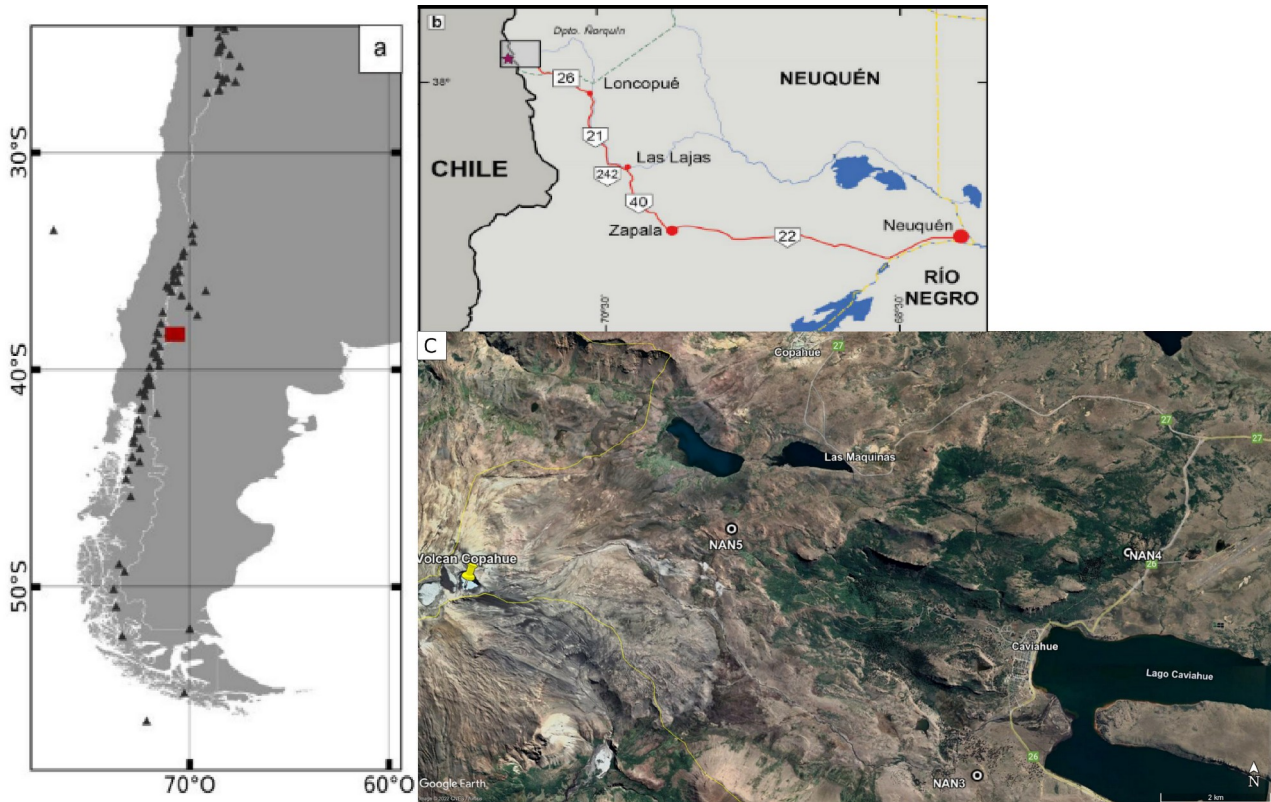 a
30°S
40°S
50°S
70°O
60°O
b
Dpto. Ñorquín
38°
26
Loncopué
NEUQUÉN
21
CHILE
Las Lajas
242
40
Zapala
22
Neuquén
RÍO
NEGRO
70°30'
68°30'
C
Copahue
27
27
27
Las Maquinas
NAN5
NAN4
26
Volcan Copahue
Caviahue
Lago Caviahue
26
NAN3
Google Earth
N
2 km